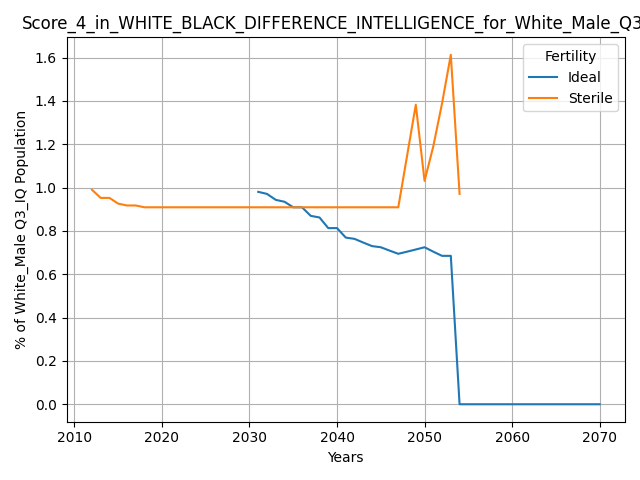 Score_4_in_WHITE_BLACK_DIFFERENCE_INTELLIGENCE_for_White_Male_Q3
Fertility
Ideal
Sterile
% of White_Male Q3_IQ Population
1.6
1.4
1.2
1.0
0.8
0.6
0.4
0.2
0.0
2010 2020 2030 2040 2050 2060 2070
Years